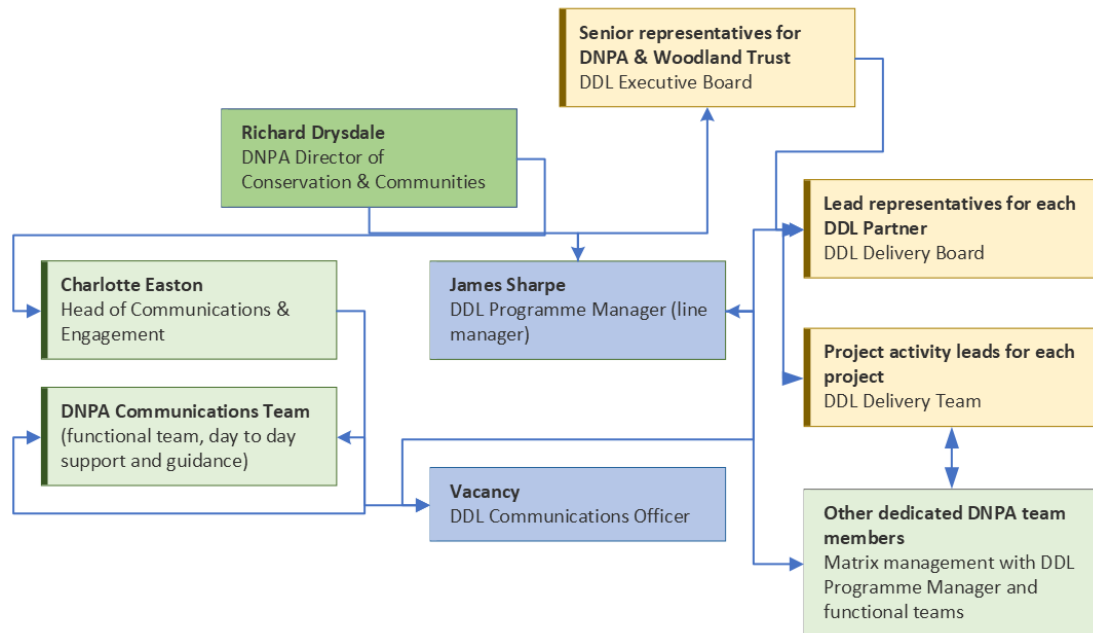 Senior representatives for
DNPA & Woodland Trust
DDL Executive Board
Richard Drysdale
DNPA Director of
Conservation & Communities
Lead representatives for each
DDL Partner
DDL Delivery Board
Charlotte Easton
Head of Communications &
Engagement
James Sharpe
DDL Programme Manager (line
manager)
Project activity leads for each
project
DDL Delivery Team
DNPA Communications Team
(functional team, day to day
support and guidance)
Vacancy
DDL Communications Officer
Other dedicated DNPA team
members
Matrix management with DDL
Programme Manager and
functional teams